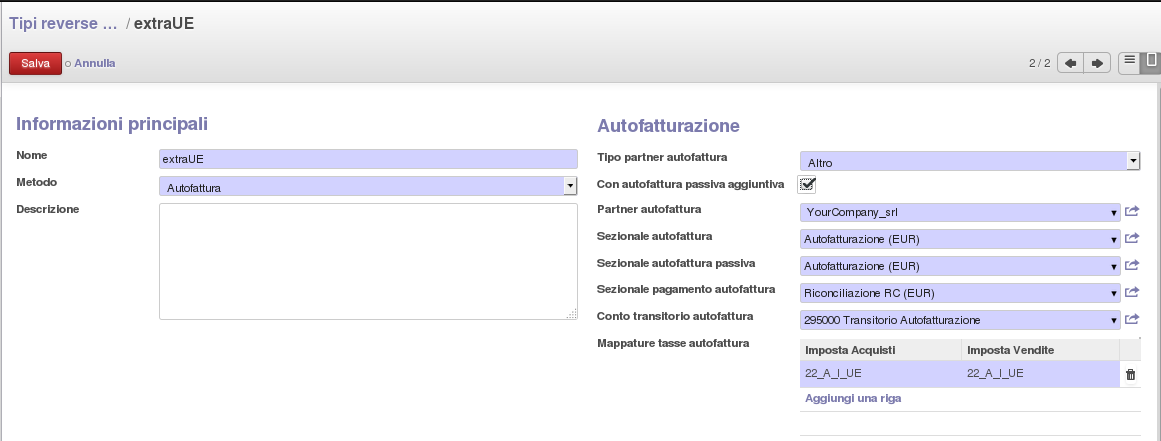 Tipi reverse ... / extraUE
Salva o Annulla
2 / 2
Informazioni principali
Nome
extraUE
Metodo
Autofattura
Descrizione
Autofatturazione
Tipo partner autofattura
Altro
Con autofattura passiva aggiuntiva
Partner autofattura
YourCompany_srl
Sezionale autofattura
Autofatturazione (EUR)
Sezionale autofattura passiva
Autofatturazione (EUR)
Sezionale pagamento autofattura
Riconciliazione RC (EUR)
Conto transitorio autofattura
295000 Transitorio Autofatturazione
Mappature tasse autofattura
Imposta Acquisti Imposta Vendite
22_A_I_UE 22_A_I_UE
Aggiungi una riga